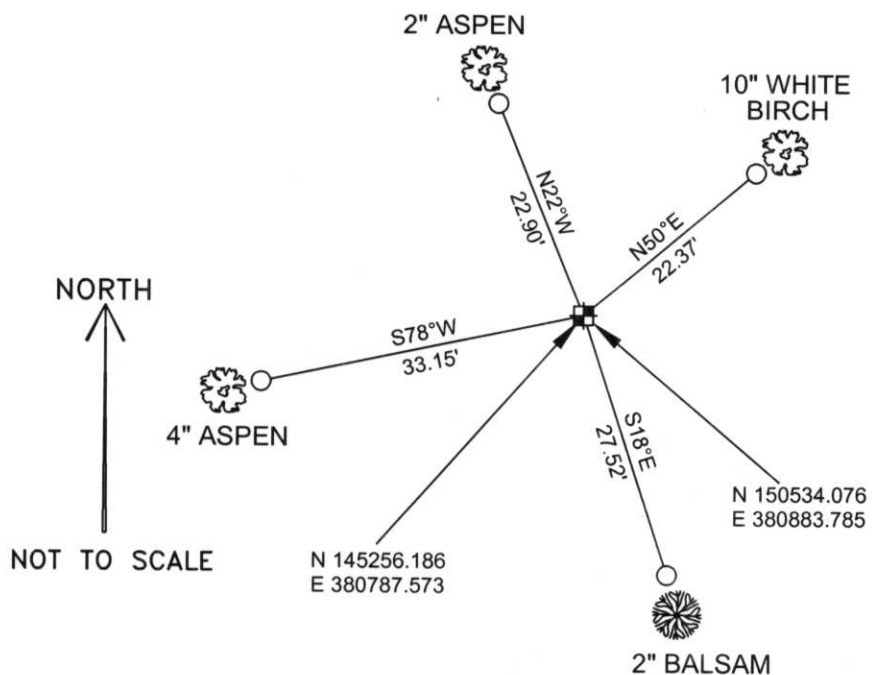 2" ASPEN
10" WHITE
BIRCH
N22°W
22.90'
N50°E
22.37'
NORTH
S78°W
33.15'
4" ASPEN
S18°E
27.52'
N 150534.076
E 380883.785
NOT TO SCALE
N 145256.186
E 380787.573
2" BALSAM